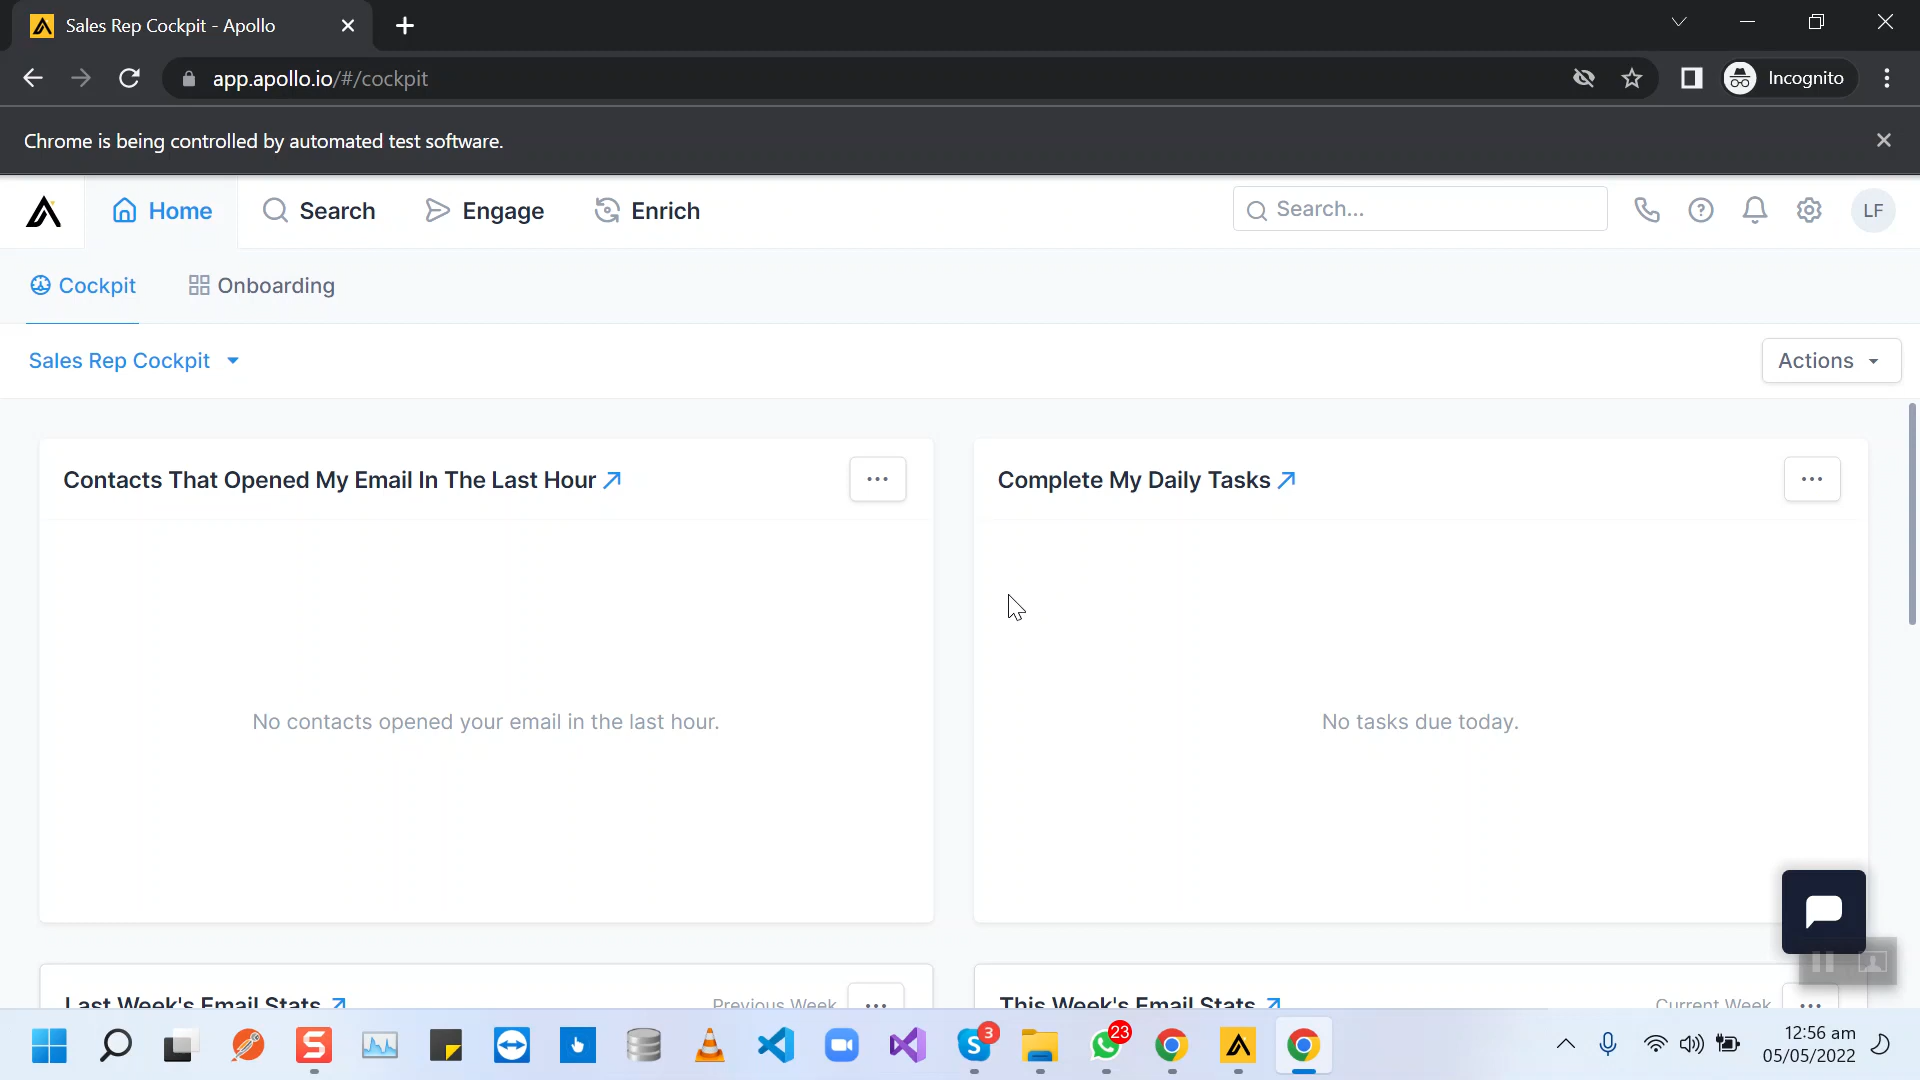 Sales Rep Cockpit - Apollo
app.apollo.io/#/cockpit
Incognito
Chrome is being controlled by automated test software.
Home
Search
Engage
Enrich
Search...
LF
Cockpit
Onboarding
Sales Rep Cockpit
Actions
Contacts That Opened My Email In The Last Hour
Complete My Daily Tasks
No contacts opened your email in the last hour.
No tasks due today.
Last Week's Email Stats
Previous Week
This Week's Email Stats
Current Week
S
S
3
23
12:56 am
05/05/2022